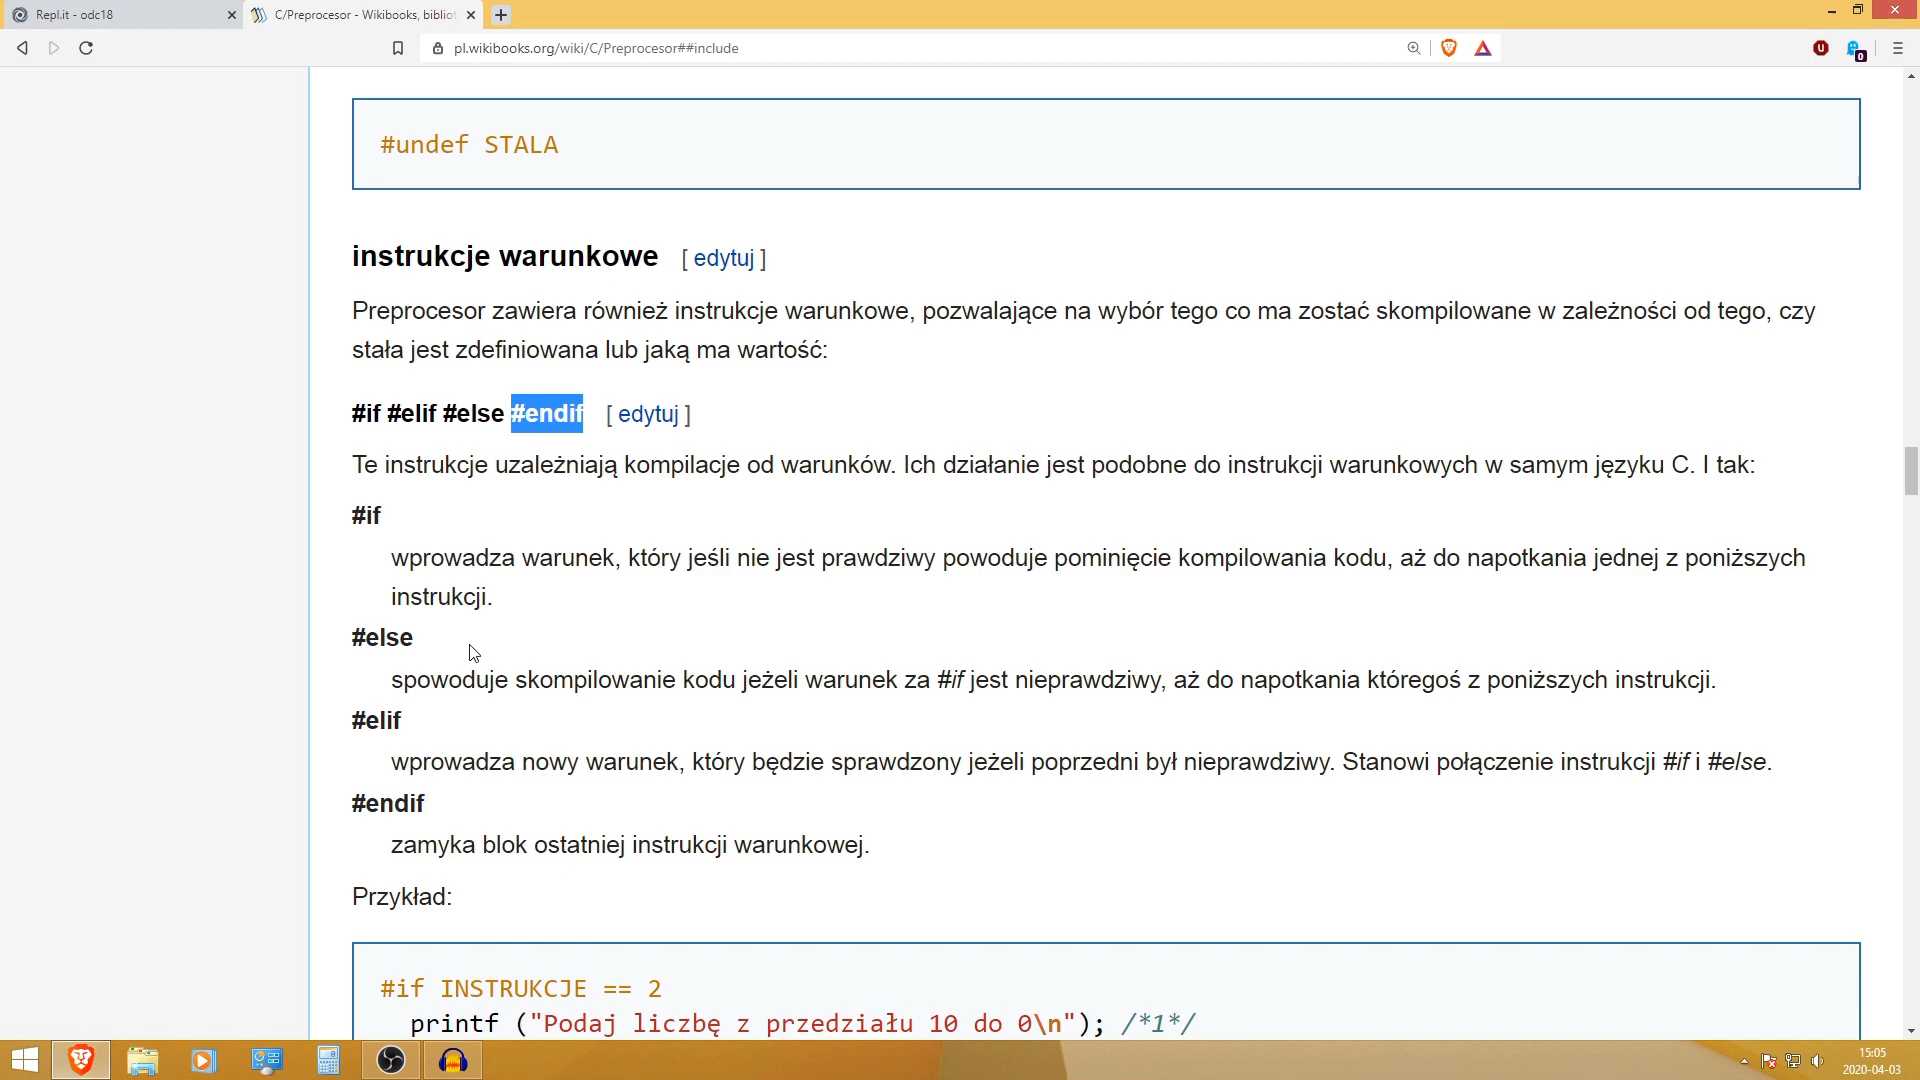 Repl.it - odc18
C/Preprocesor - Wikibooks, bibliot
pl.wikibooks.org/wiki/C/Preprocesor##include
0
#undef STALA
instrukcje warunkowe [ edytuj ]
Preprocesor zawiera również instrukcje warunkowe, pozwalające na wybór tego co ma zostać skompilowane w zależności od tego, czy
stała jest zdefiniowana lub jaką ma wartość:
#if #elif #else #endif [ edytuj ]
Te instrukcje uzależniają kompilacje od warunków. Ich działanie jest podobne do instrukcji warunkowych w samym języku C. I tak:
#if
wprowadza warunek, który jeśli nie jest prawdziwy powoduje pominięcie kompilowania kodu, aż do napotkania jednej z poniższych
instrukcji.
#else
spowoduje skompilowanie kodu jeżeli warunek za #if jest nieprawdziwy, aż do napotkania któregoś z poniższych instrukcji.
#elif
wprowadza nowy warunek, który będzie sprawdzony jeżeli poprzedni był nieprawdziwy. Stanowi połączenie instrukcji #if i #else.
#endif
zamyka blok ostatniej instrukcji warunkowej.
Przykład:
#if INSTRUKCJE == 2
printf ("Podaj liczbę z przedziału 10 do 0\n"); /*1*/
15:05
2020-04-03